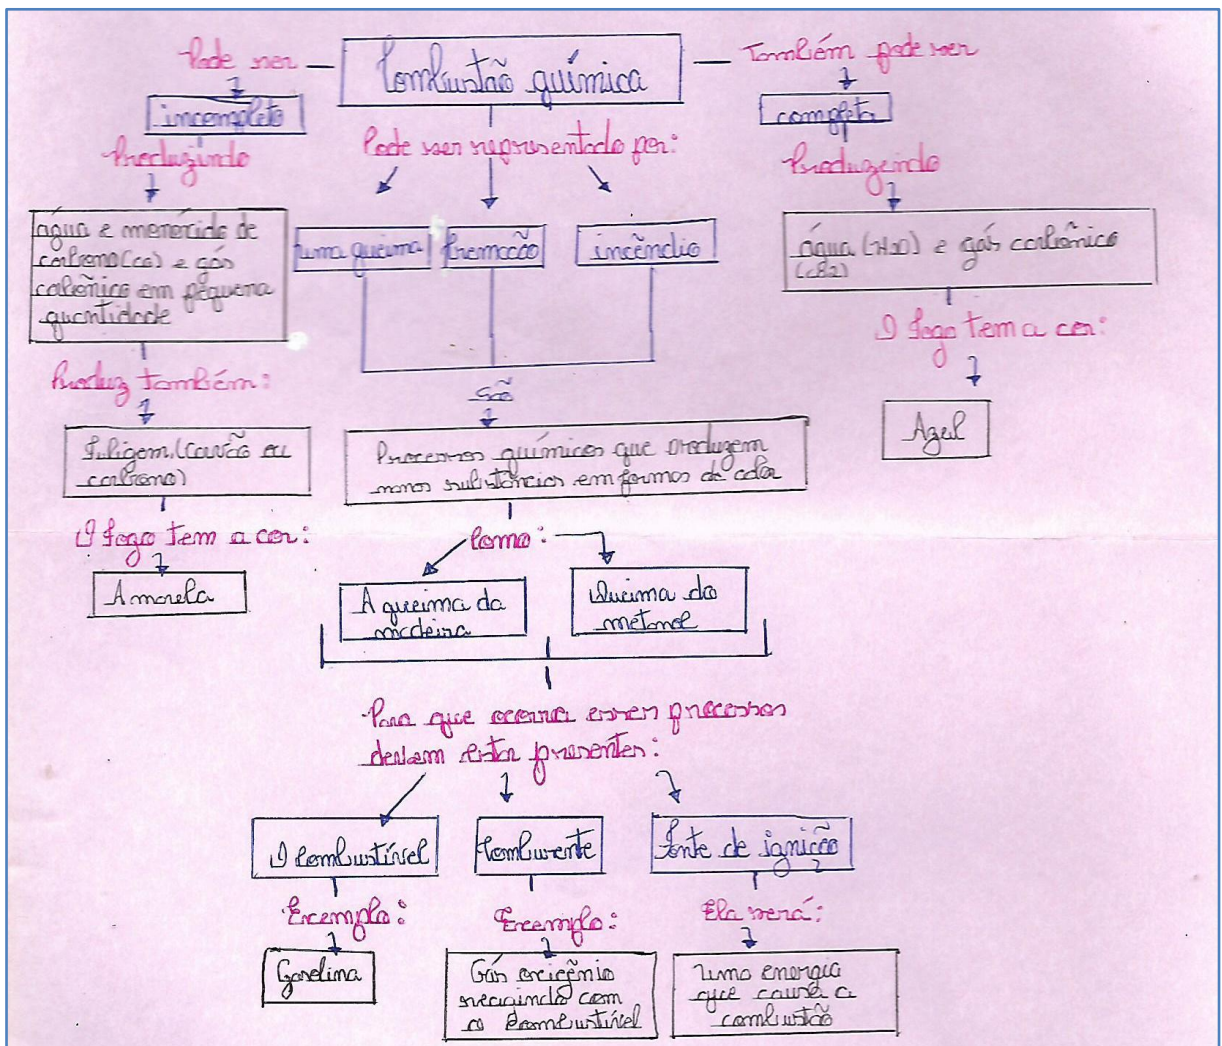 Pode ser
Combustão química
Também pode ser
incompleto
completa
Produzindo
Pode ser representado por:
Produzindo
água e monóxido de
carbono (co) e gás
carbônico em pequena
quantidade
uma queima
incêndio
água (H2O) e gás carbônico
(CO2)
O fogo tem a cor:
Azul
Produz também:
são
Fuligem (carvão ou
carbono)
Processos químicos que produzem
novas substâncias em formas de calor
O fogo tem a cor:
Amarela
Como:
A queima da
madeira
Queima do
metanol
Para que ocorra esses processos
devem estar presentes:
O Combustível
Comburente
Fonte de ignição
Exemplo:
Exemplo:
Ela será:
Gasolina
Gás oxigênio
reagindo com
o combustível
Uma energia
que causa a
combustão